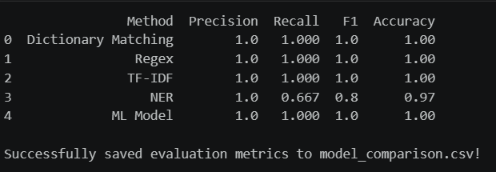 Method Precision Recall F1 Accuracy
0 Dictionary Matching 1.0 1.000 1.0 1.00
1 Regex 1.0 1.000 1.0 1.00
2 TF-IDF 1.0 1.000 1.0 1.00
3 NER 1.0 0.667 0.8 0.97
4 ML Model 1.0 1.000 1.0 1.00
Successfully saved evaluation metrics to model_comparison.csv!